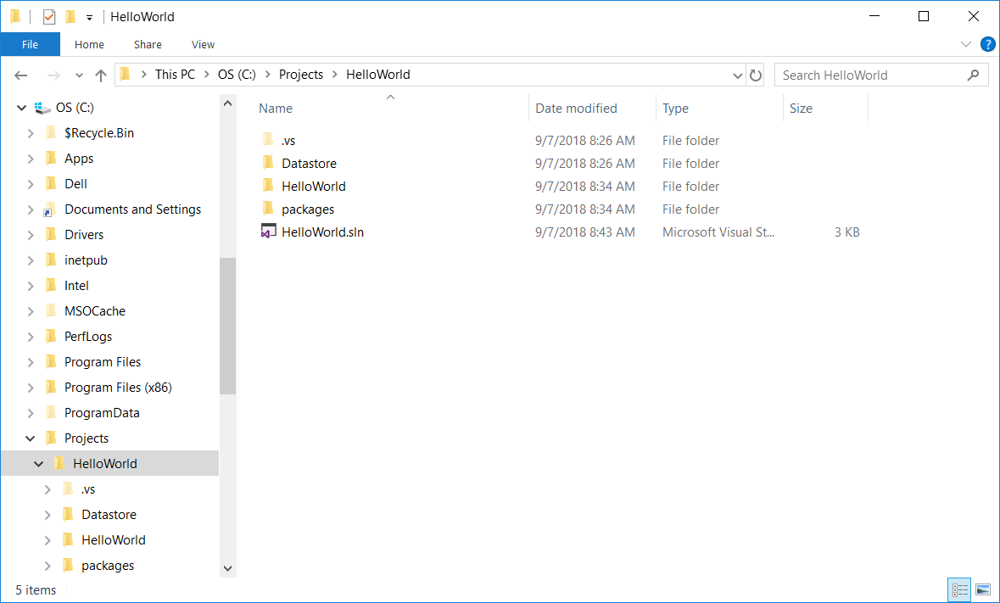 HelloWorld
File Home Share View
?
This PC OS (C:) Projects HelloWorld
Search HelloWorld
OS (C:)
$Recycle.Bin
Apps
Dell
Documents and Settings
Drivers
inetpub
Intel
MSOCache
PerfLogs
Program Files
Program Files (x86)
ProgramData
Projects
HelloWorld
.vs
Datastore
HelloWorld
packages
Name Date modified Type Size
.vs 9/7/2018 8:26 AM File folder
Datastore 9/7/2018 8:26 AM File folder
HelloWorld 9/7/2018 8:34 AM File folder
packages 9/7/2018 8:34 AM File folder
HelloWorld.sln 9/7/2018 8:43 AM Microsoft Visual St... 3 KB
5 items